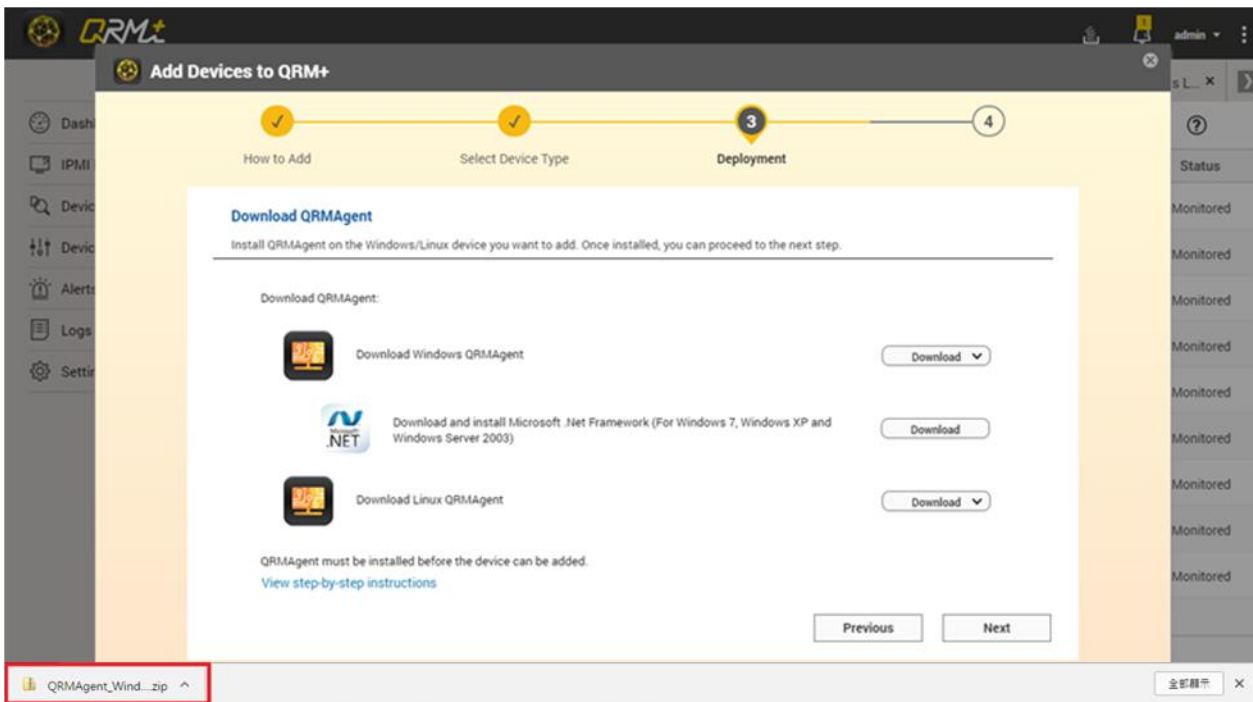 QRM+
1
admin
Add Devices to QRM+
s L... ×
Dash
How to Add
Select Device Type
3
Deployment
4
IPMI
Status
Devic
Monitored
Download QRMAgent
Install QRMAgent on the Windows/Linux device you want to add. Once installed, you can proceed to the next step.
Devic
Monitored
Alerts
Monitored
Download QRMAgent:
Logs
Download Windows QRMAgent
Download
Monitored
Settin
Monitored
Microsoft
.NET
Download and install Microsoft .Net Framework (For Windows 7, Windows XP and
Windows Server 2003)
Download
Monitored
Monitored
Download Linux QRMAgent
Download
Monitored
QRMAgent must be installed before the device can be added.
View step-by-step instructions
Monitored
Previous
Next
QRMAgent_Wind....zip
全部顯示